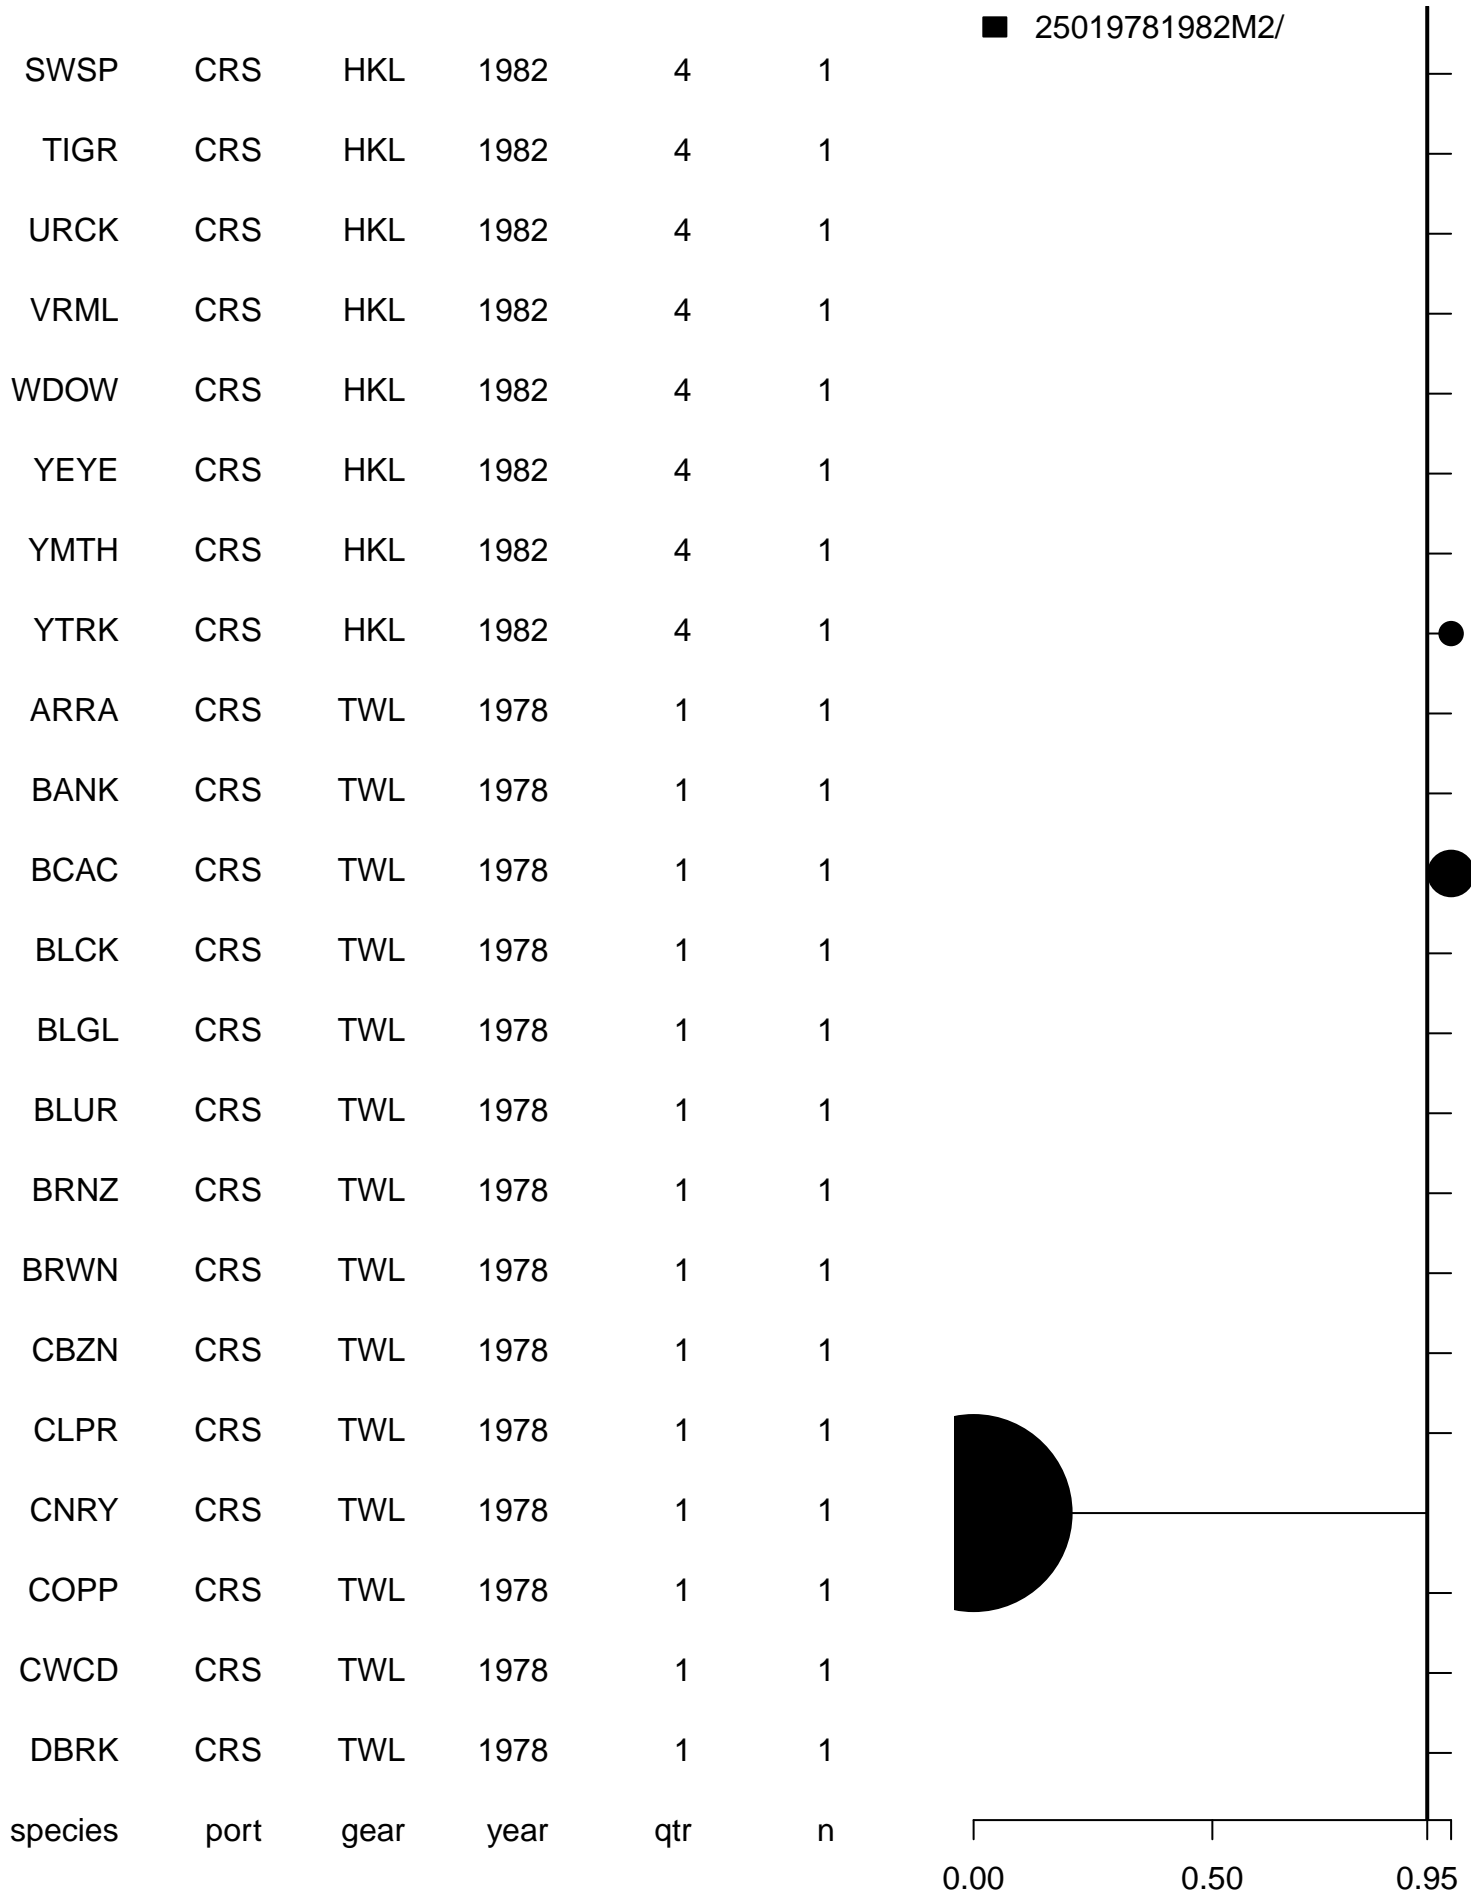 25019781982M2/
SWSP CRS HKL 1982 4 1
TIGR CRS HKL 1982 4 1
URCK CRS HKL 1982 4 1
VRML CRS HKL 1982 4 1
WDOW CRS HKL 1982 4 1
YEYE CRS HKL 1982 4 1
YMTH CRS HKL 1982 4 1
YTRK CRS HKL 1982 4 1
ARRA CRS TWL 1978 1 1
BANK CRS TWL 1978 1 1
BCAC CRS TWL 1978 1 1
BLCK CRS TWL 1978 1 1
BLGL CRS TWL 1978 1 1
BLUR CRS TWL 1978 1 1
BRNZ CRS TWL 1978 1 1
BRWN CRS TWL 1978 1 1
CBZN CRS TWL 1978 1 1
CLPR CRS TWL 1978 1 1
CNRY CRS TWL 1978 1 1
COPP CRS TWL 1978 1 1
CWCD CRS TWL 1978 1 1
DBRK CRS TWL 1978 1 1
species port gear year qtr n
0.00 0.50 0.95